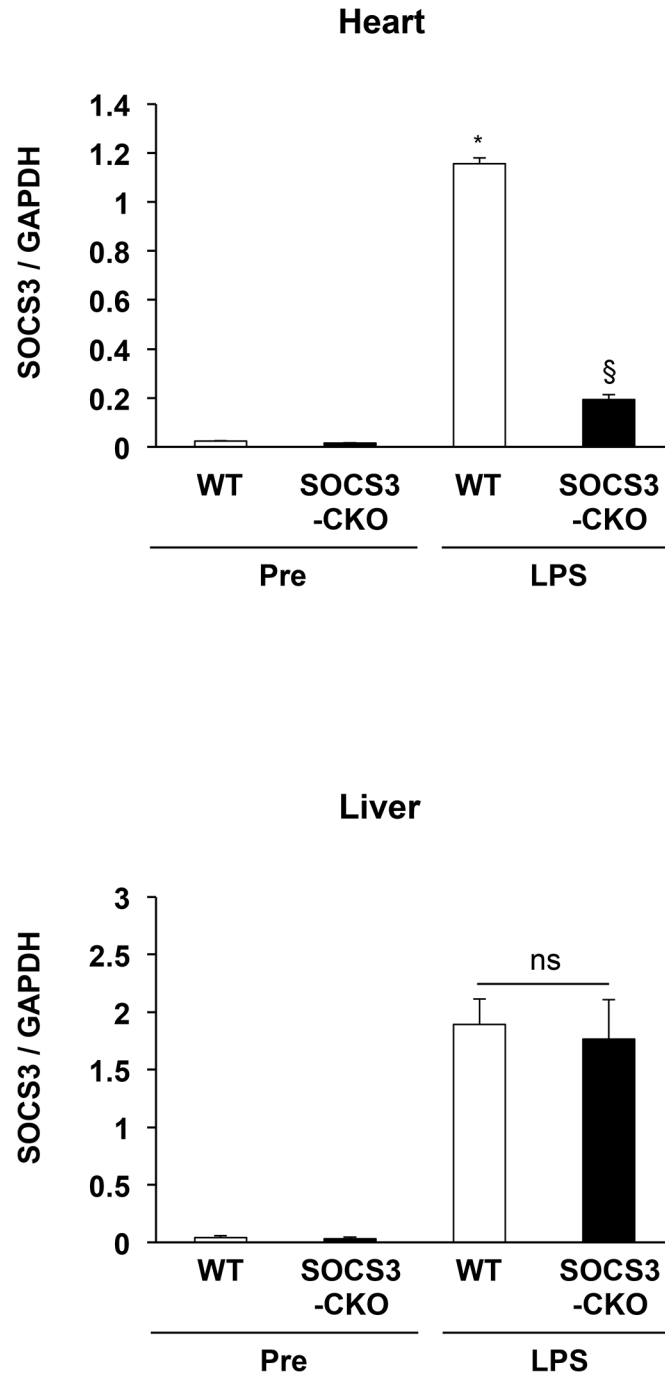 Heart
SOCS3 / GAPDH
1.4
1.2
1
0.8
0.6
0.4
0.2
0
*
§
WT
SOCS3
-CKO
WT
SOCS3
-CKO
Pre
LPS
Liver
SOCS3 / GAPDH
3
2.5
2
1.5
1
0.5
0
ns
WT
SOCS3
-CKO
WT
SOCS3
-CKO
Pre
LPS